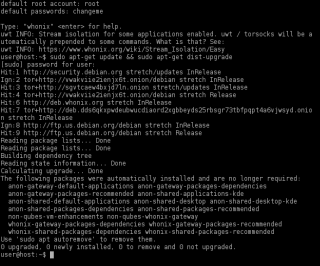 default root account: root
default passwords: changeme
Type: "whonix" <enter> for help.
uwt INFO: Stream isolation for some applications enabled. uwt / torsocks will be a
utomatically prepended to some commands. What is that? See:
uwt INFO: https://www.whonix.org/wiki/Stream_Isolation/Easy
user@host:~$ sudo apt-get update && sudo apt-get dist-upgrade
[sudo] password for user:
Hit:1 http://security.debian.org stretch/updates InRelease
Ign:2 tor+http://vwakviie2ienjx6t.onion/debian stretch InRelease
Hit:3 tor+http://sgvtcaew4bxjd7ln.onion stretch/updates InRelease
Hit:4 tor+http://vwakviie2ienjx6t.onion/debian stretch Release
Hit:6 http://deb.whonix.org stretch InRelease
Hit:7 tor+http://deb.dds6qkxpwdeubwucdiaord2xgbbeyds25rbsgr73tbfpqpt4a6vjwsyd.onio
n stretch InRelease
Ign:8 http://ftp.us.debian.org/debian stretch InRelease
Hit:9 http://ftp.us.debian.org/debian stretch Release
Reading package lists... Done
Reading package lists... Done
Building dependency tree
Reading state information... Done
Calculating upgrade... Done
The following packages were automatically installed and are no longer required:
anon-gateway-default-applications anon-gateway-packages-dependencies
anon-gateway-packages-recommended anon-shared-applications-kde
anon-shared-default-applications anon-shared-desktop anon-shared-desktop-kde
anon-shared-packages-dependencies anon-shared-packages-recommended
non-qubes-vm-enhancements non-qubes-whonix-gateway
whonix-gateway-packages-dependencies whonix-gateway-packages-recommended
whonix-shared-packages-dependencies whonix-shared-packages-recommended
Use 'sudo apt autoremove' to remove them.
0 upgraded, 0 newly installed, 0 to remove and 0 not upgraded.
user@host:~$